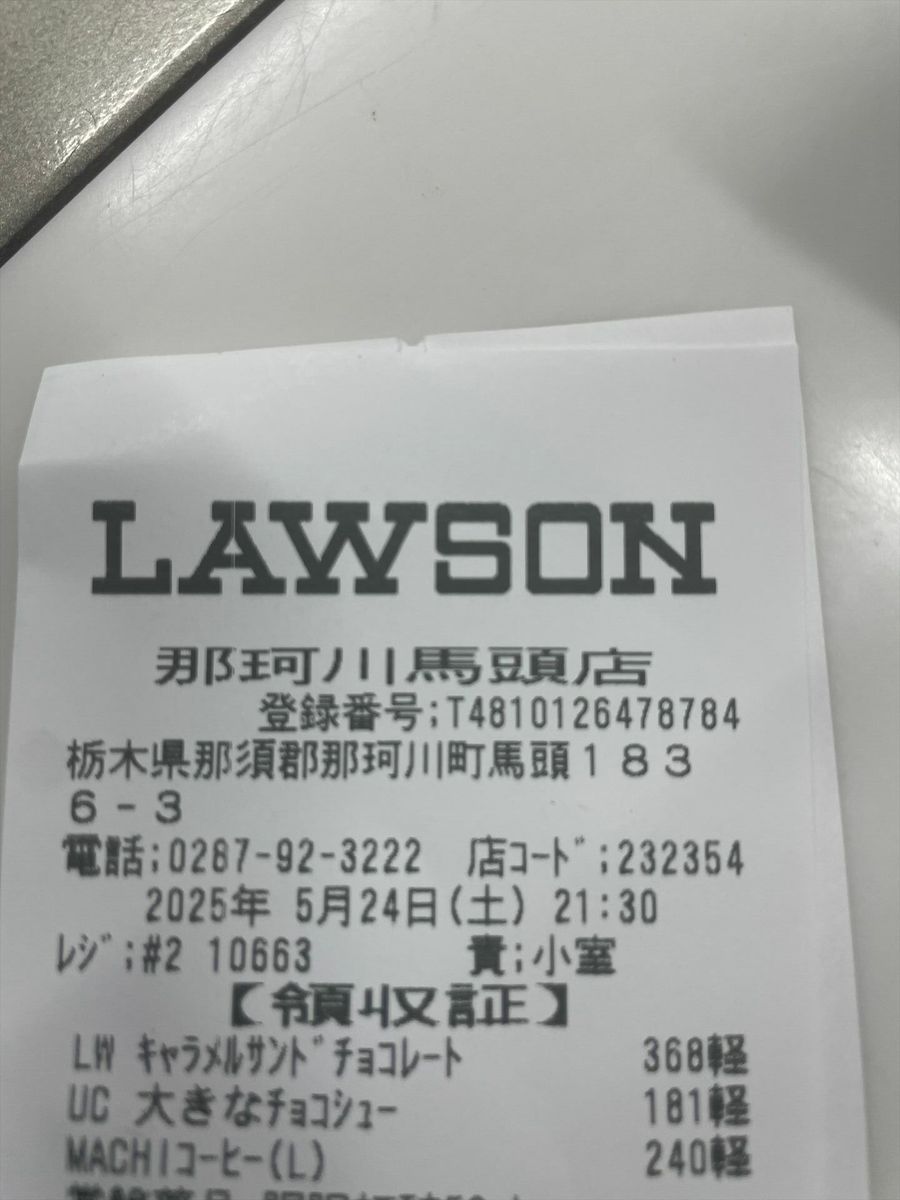 LAWSON
那珂川馬頭店
登録番号;T4810126478784
栃木県那須郡那珂川町馬頭183
6-3
電話;0287-92-3222 店コード;232354
2025年 5月24日(土) 21:30
レジ;#2 10663 責;小室
【領収証】
LW キャラメルサンドチョコレート 368軽
UC 大きなチョコシュー 181軽
MACHIコーヒー(L) 240軽